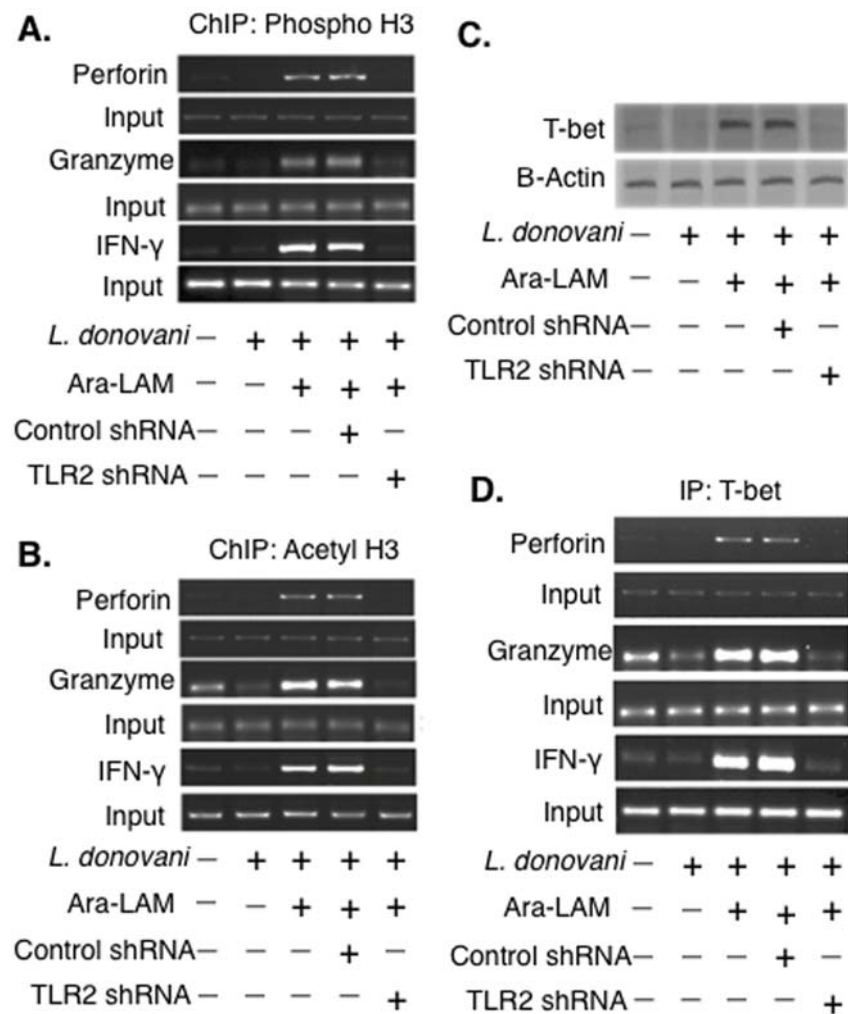 A.
ChIP: Phospho H3
Perforin
Input
Granzyme
Input
IFN-γ
Input
L. donovani – + + + +
Ara-LAM – – + + +
Control shRNA – – – + –
TLR2 shRNA – – – – +
B.
ChIP: Acetyl H3
Perforin
Input
Granzyme
Input
IFN-γ
Input
L. donovani – + + + +
Ara-LAM – – + + +
Control shRNA – – – + –
TLR2 shRNA – – – – +
C.
T-bet
B-Actin
L. donovani – + + + +
Ara-LAM – – + + +
Control shRNA – – – + –
TLR2 shRNA – – – – +
D.
IP: T-bet
Perforin
Input
Granzyme
Input
IFN-γ
Input
L. donovani – + + + +
Ara-LAM – – + + +
Control shRNA – – – + –
TLR2 shRNA – – – – +